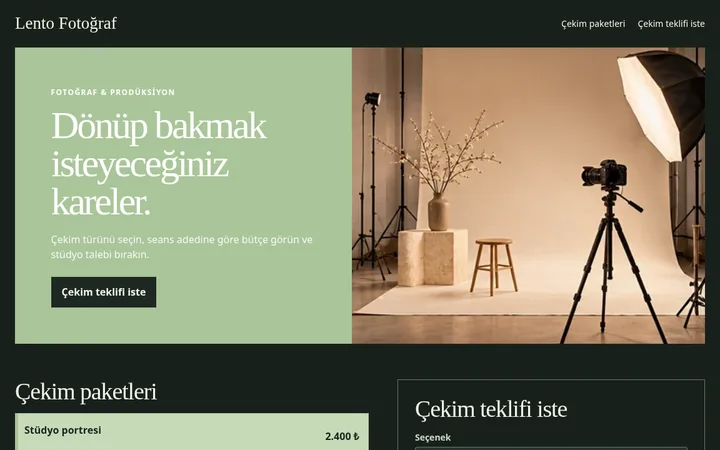 Lento Fotoğraf
Çekim paketleri
Çekim teklifi iste
FOTOĞRAF & PRODÜKSİYON
Dönüp bakmak
isteyeceğiniz
kareler.
Çekim türünü seçin, seans adedine göre bütçe görün ve
stüdyo talebi bırakın.
Çekim teklifi iste
Çekim paketleri
Stüdyo portresi
2.400 ₺
Çekim teklifi iste
Seçenek